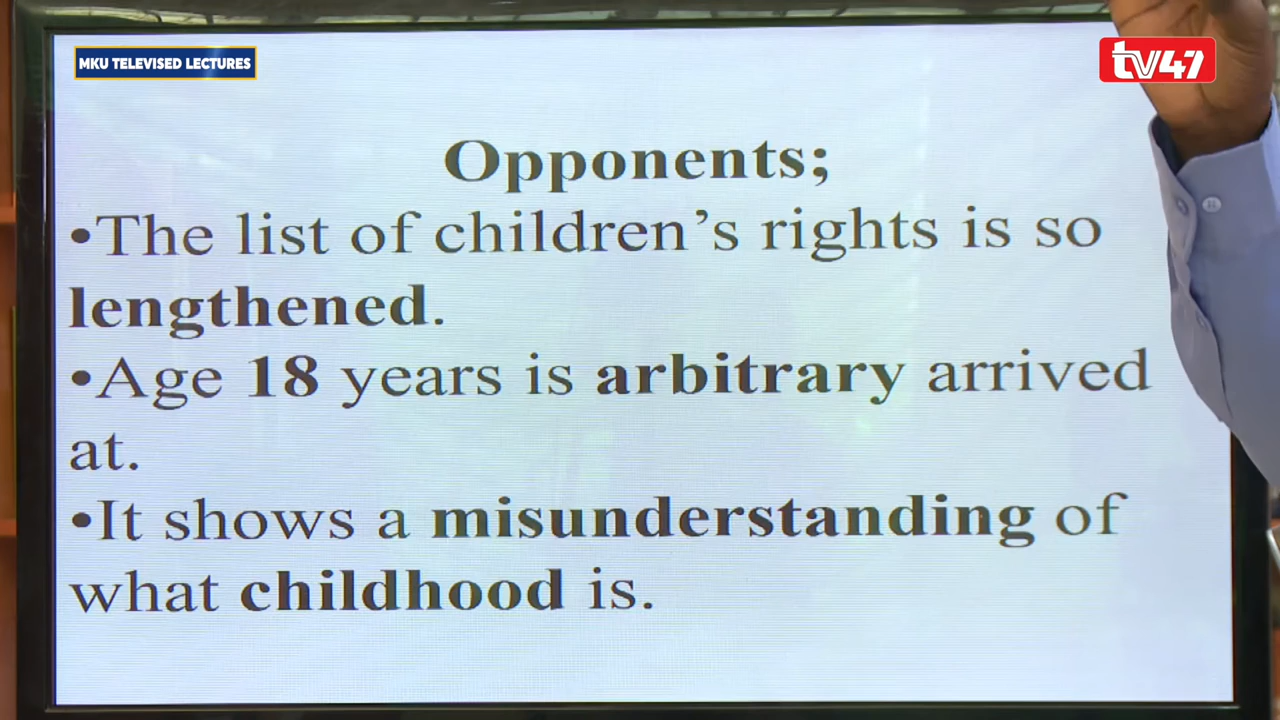 MKU TELEVISED LECTURES
tv47
Opponents;
•The list of children’s rights is so
lengthened.
•Age 18 years is arbitrary arrived
at.
•It shows a misunderstanding of
what childhood is.